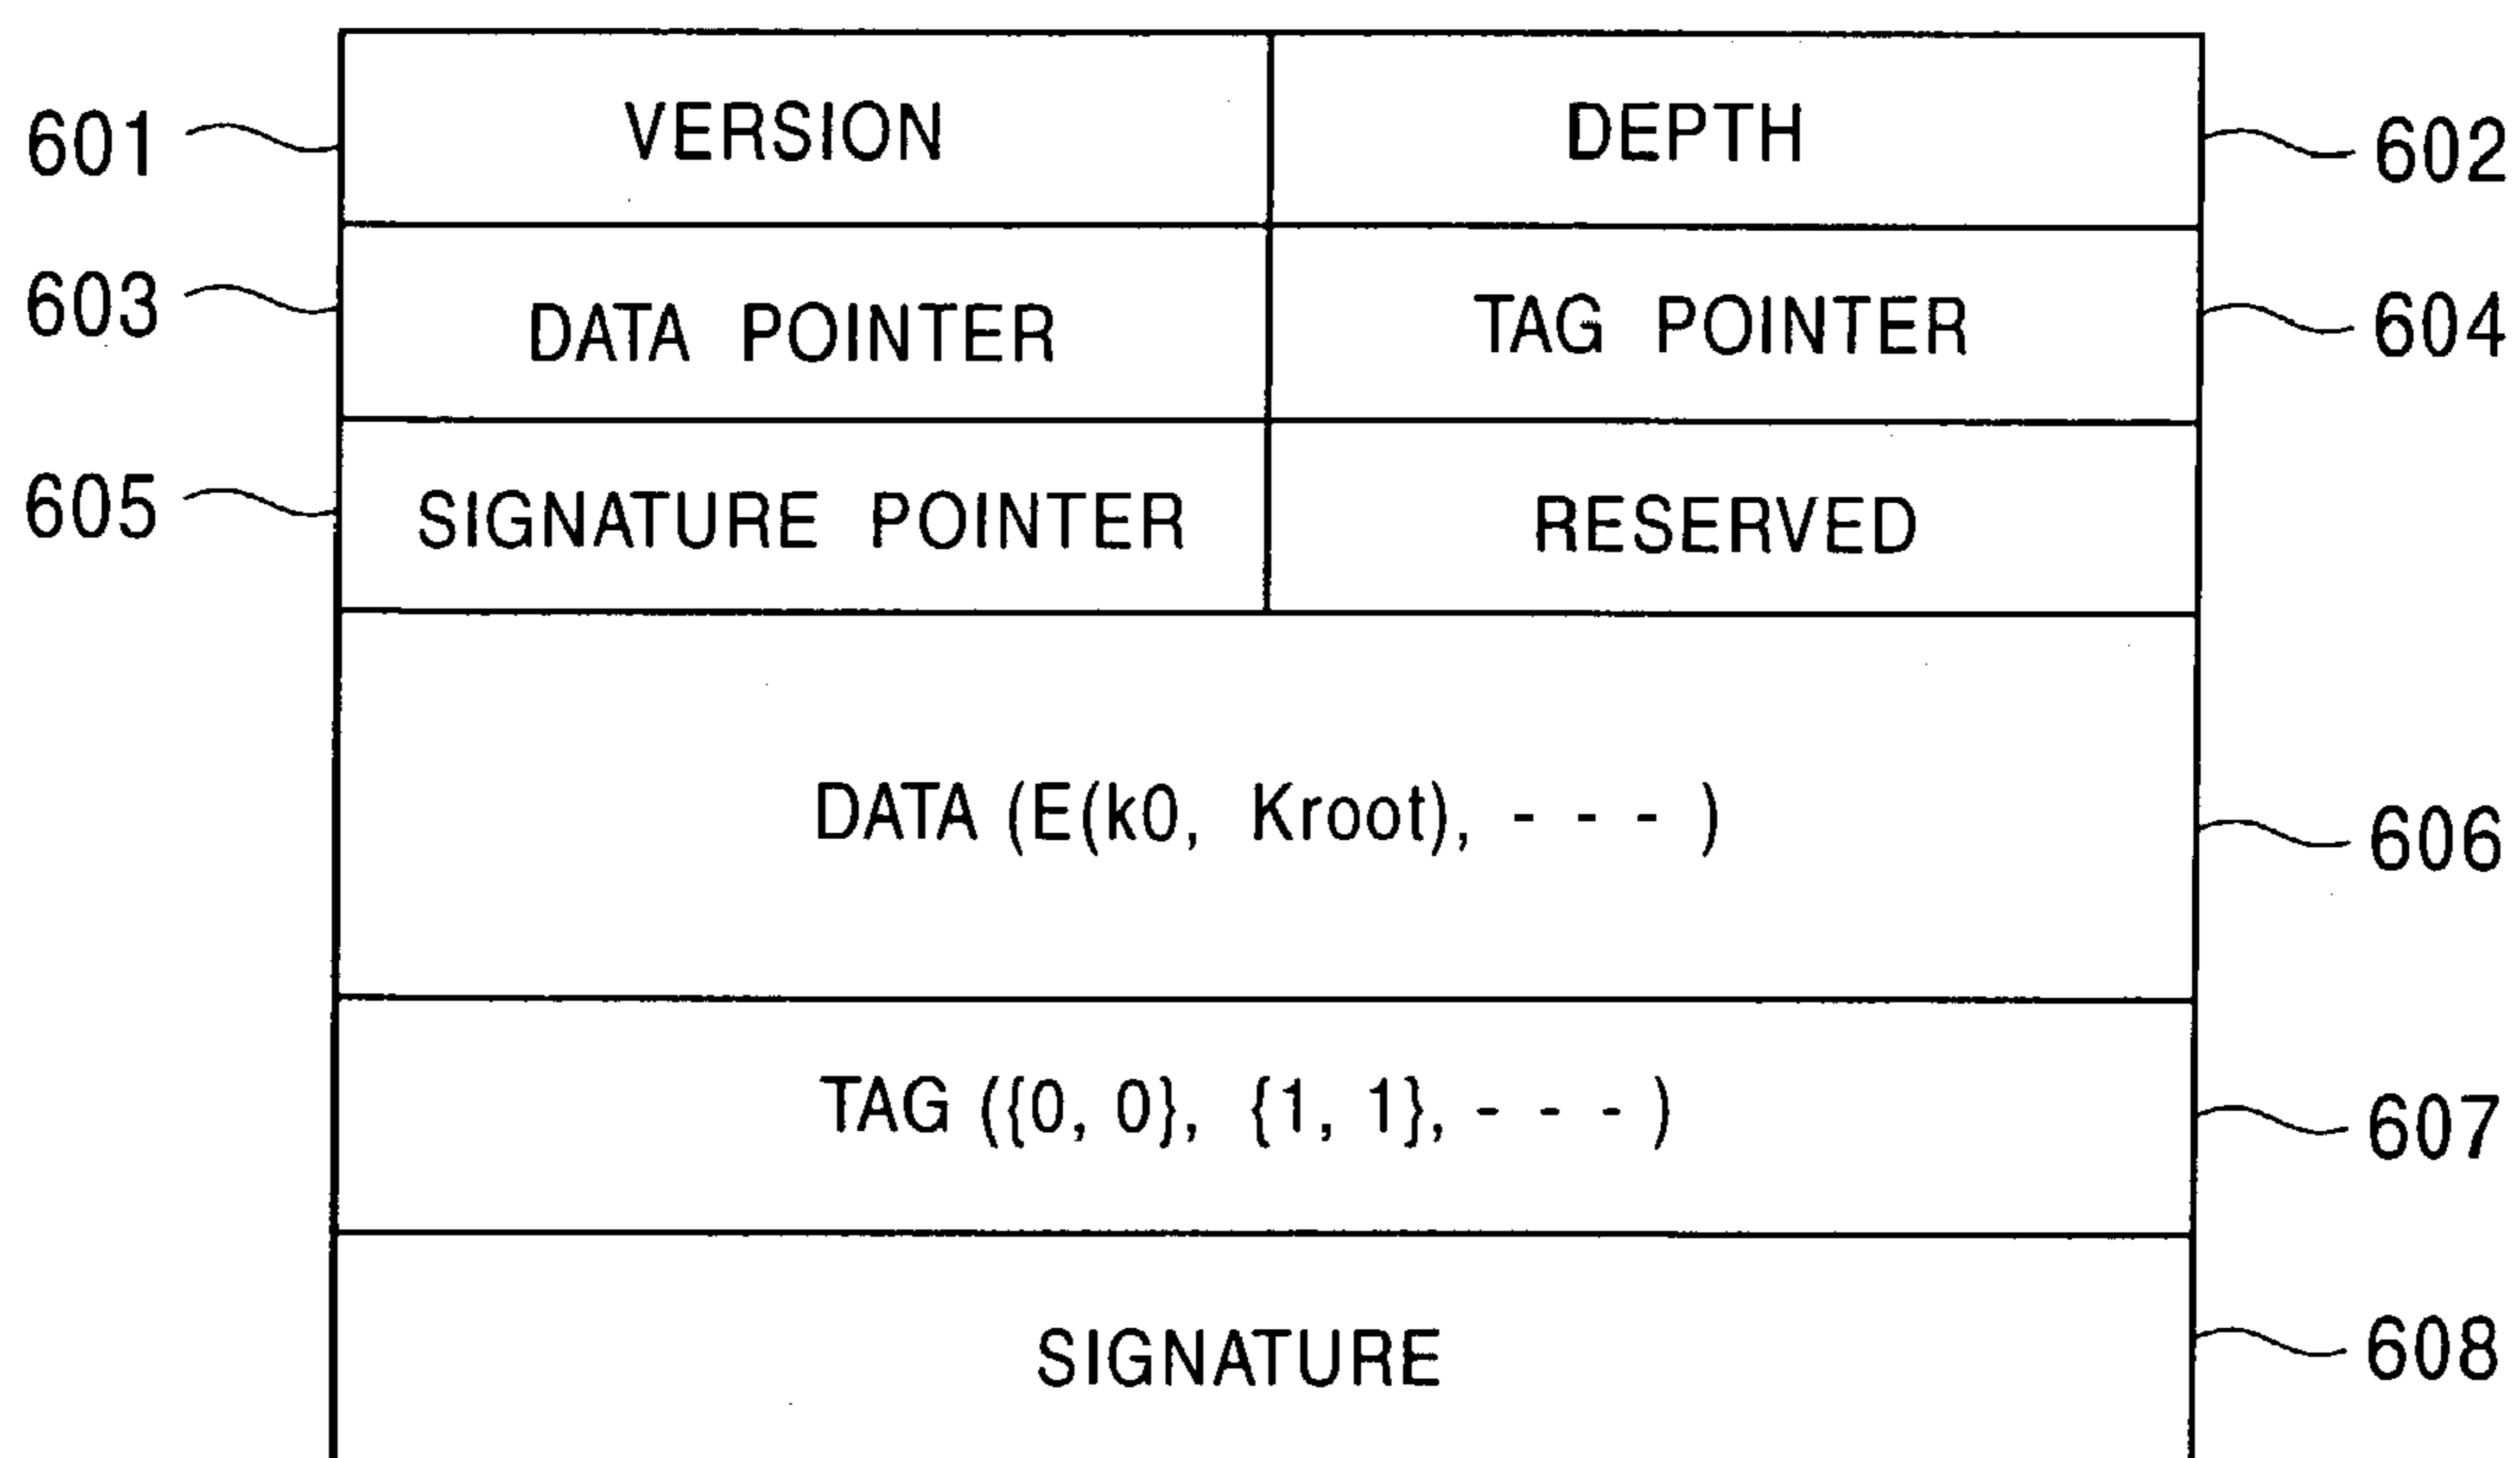 601 VERSION DEPTH 602
603 DATA POINTER TAG POINTER 604
605 SIGNATURE POINTER RESERVED
DATA (E(k0, Kroot), - - - ) 606
TAG ({0, 0}, {1, 1}, - - - ) 607
SIGNATURE 608